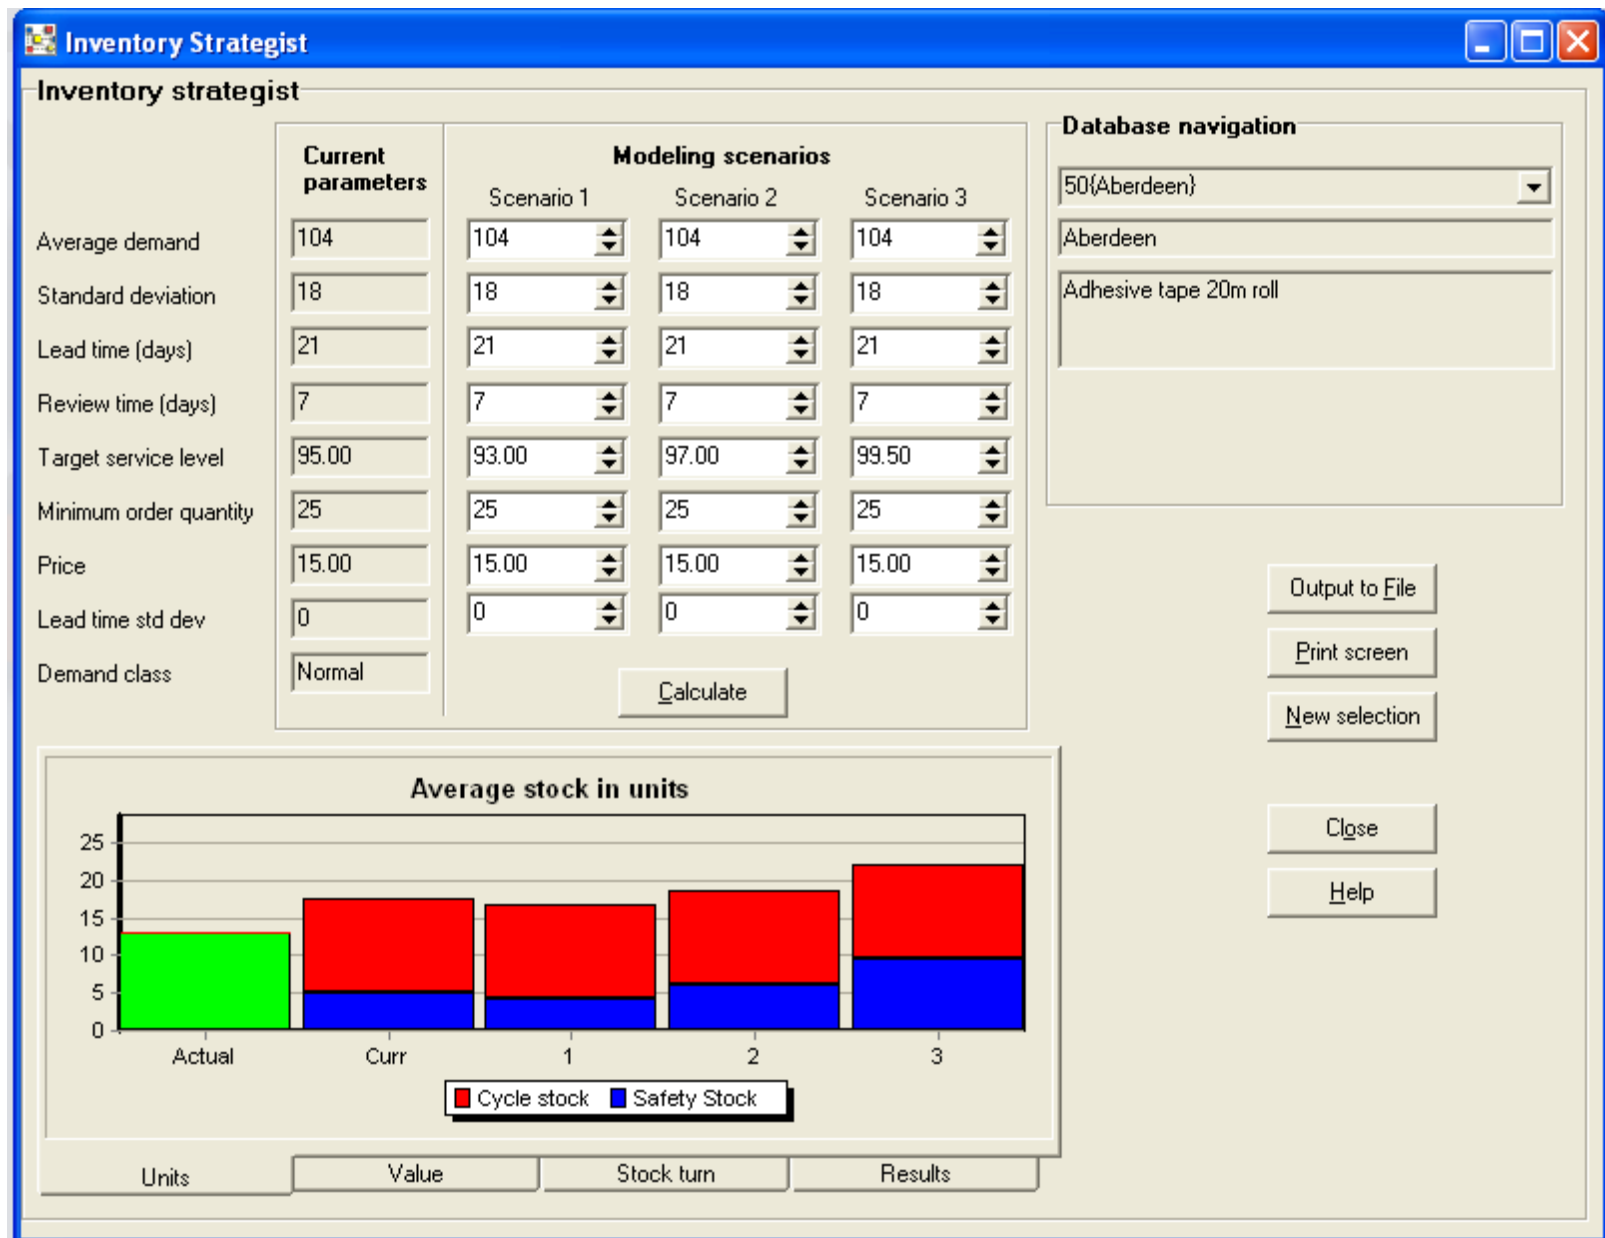 Inventory Strategist
Inventory strategist
Current parameters
Modeling scenarios
Scenario 1 Scenario 2 Scenario 3
Average demand 104 104 104 104
Standard deviation 18 18 18 18
Lead time (days) 21 21 21 21
Review time (days) 7 7 7 7
Target service level 95.00 93.00 97.00 99.50
Minimum order quantity 25 25 25 25
Price 15.00 15.00 15.00 15.00
Lead time std dev 0 0 0 0
Demand class Normal
Calculate
Database navigation
50{Aberdeen}
Aberdeen
Adhesive tape 20m roll
Output to File
Print screen
New selection
Close
Help
Average stock in units
25
20
15
10
5
0
Actual Curr 1 2 3
Cycle stock Safety Stock
Units Value Stock turn Results